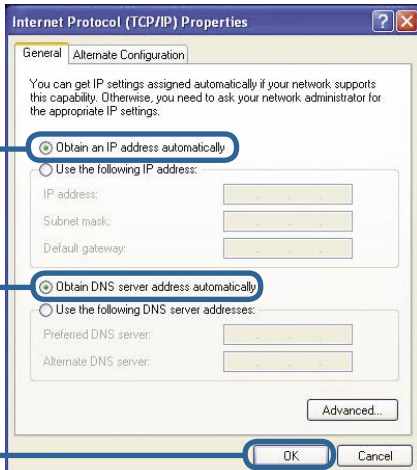 Internet Protocol (TCP/IP) Properties
General
Alternate Configuration
You can get IP settings assigned automatically if your network supports
this capability. Otherwise, you need to ask your network administrator for
the appropriate IP settings.
Obtain an IP address automatically
Use the following IP address:
IP address:
Subnet mask:
Default gateway:
Obtain DNS server address automatically
Use the following DNS server addresses:
Preferred DNS server:
Alternate DNS server:
Advanced...
OK
Cancel